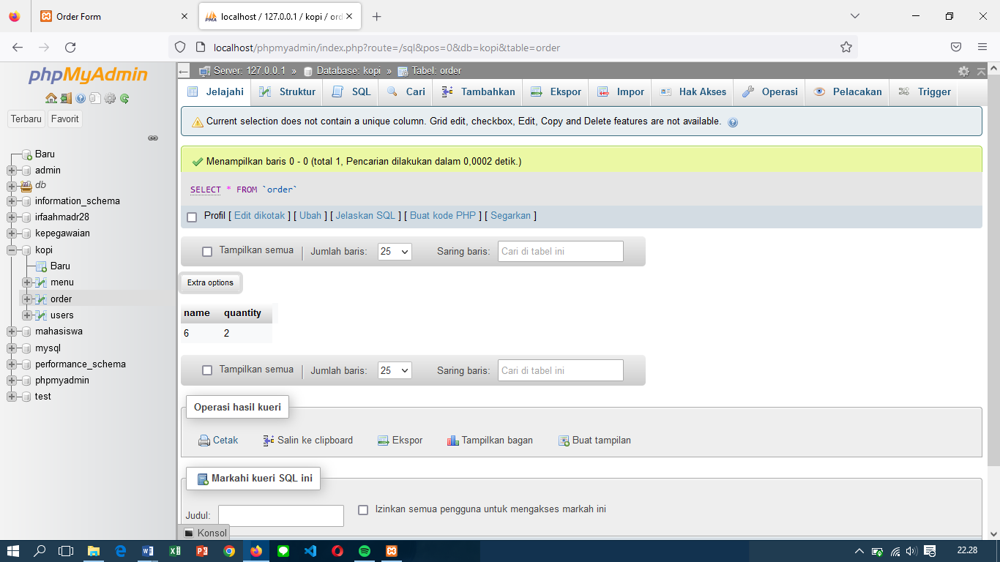 Order Form
localhost / 127.0.0.1 / kopi / ord
localhost/phpmyadmin/index.php?route=/sql&pos=0&db=kopi&table=order
phpMyAdmin
Terbaru Favorit
Baru
admin
db
information_schema
irfaahmadr28
kepegawaian
kopi
Baru
menu
order
users
mahasiswa
mysql
performance_schema
phpmyadmin
test
Server: 127.0.0.1 » Database: kopi » Tabel: order
Jelajahi Struktur SQL Cari Tambahkan Ekspor Impor Hak Akses Operasi Pelacakan Trigger
Current selection does not contain a unique column. Grid edit, checkbox, Edit, Copy and Delete features are not available.
Menampilkan baris 0 - 0 (total 1, Pencarian dilakukan dalam 0,0002 detik.)
SELECT * FROM `order`
Profil [ Edit dikotak ] [ Ubah ] [ Jelaskan SQL ] [ Buat kode PHP ] [ Segarkan ]
Tampilkan semua | Jumlah baris: 25 Saring baris: Cari di tabel ini
Extra options
name quantity
6 2
Tampilkan semua | Jumlah baris: 25 Saring baris: Cari di tabel ini
Operasi hasil kueri
Cetak Salin ke clipboard Ekspor Tampilkan bagan Buat tampilan
Markahi kueri SQL ini
Judul: Izinkan semua pengguna untuk mengakses markah ini
Konsol
22.28